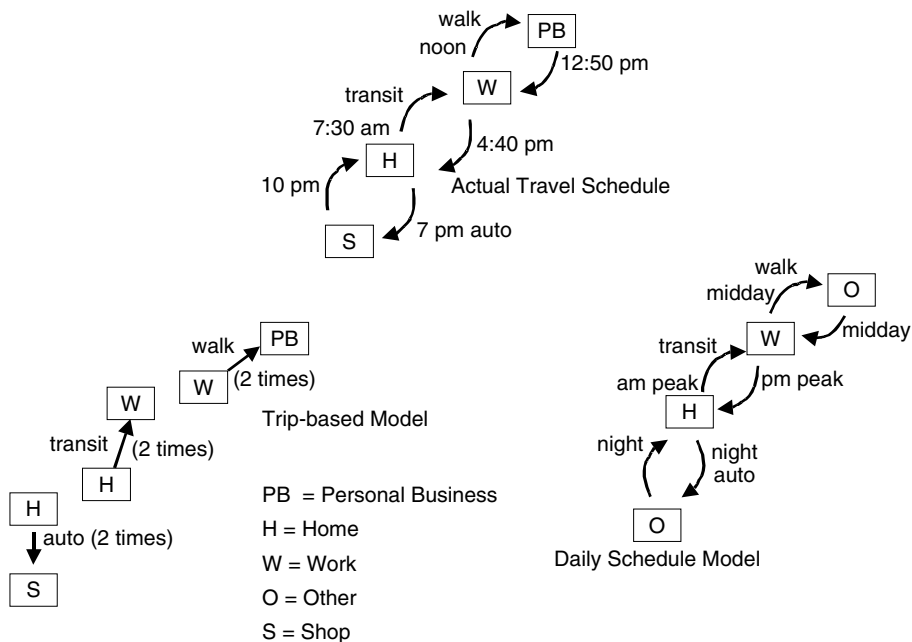 walk
noon
PB
12:50 pm
W
transit
7:30 am
4:40 pm
H
10 pm
Actual Travel Schedule
7 pm auto
S
walk
PB
W
(2 times)
W
Trip-based Model
transit
(2 times)
H
H
auto (2 times)
S
PB = Personal Business
H = Home
W = Work
O = Other
S = Shop
walk
midday
O
W
midday
transit
am peak
pm peak
H
night
night
auto
O
Daily Schedule Model